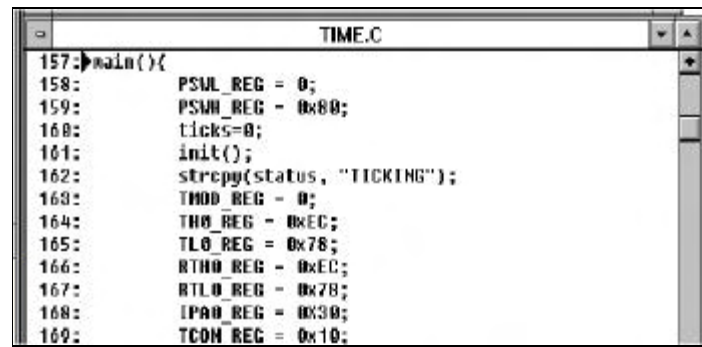 TIME.C
157: main(){
158: PSWL_REG = 0;
159: PSWH_REG = 0x80;
160: ticks=0;
161: init();
162: strcpy(status, "TICKING");
163: TMOD_REG = 0;
164: TH0_REG = 0xEC;
165: TL0_REG = 0x78;
166: RTH0_REG = 0xEC;
167: RTL0_REG = 0x78;
168: IPA0_REG = 0X30;
169: TCON_REG = 0x10;